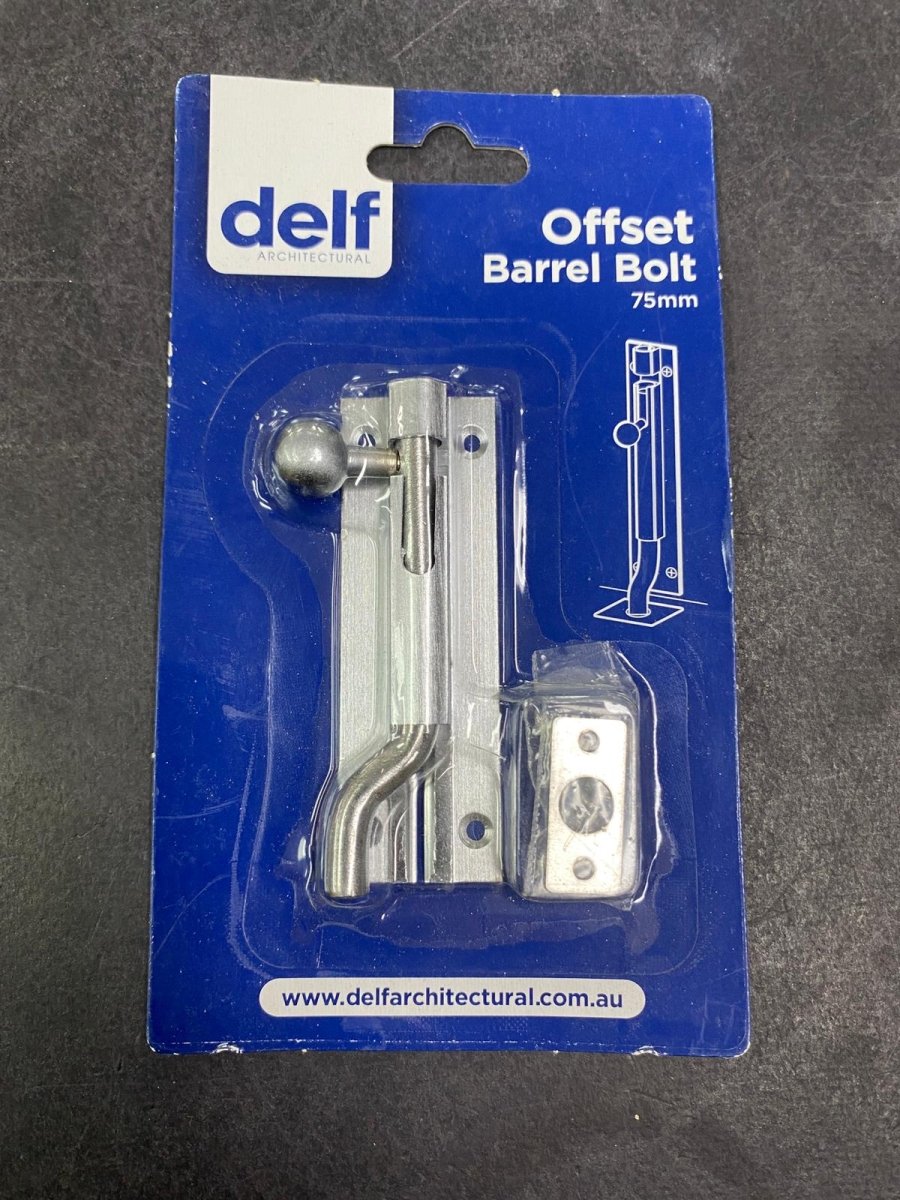 delf
ARCHITECTURAL
Offset
Barrel Bolt
75mm
www.delfarchitectural.com.au